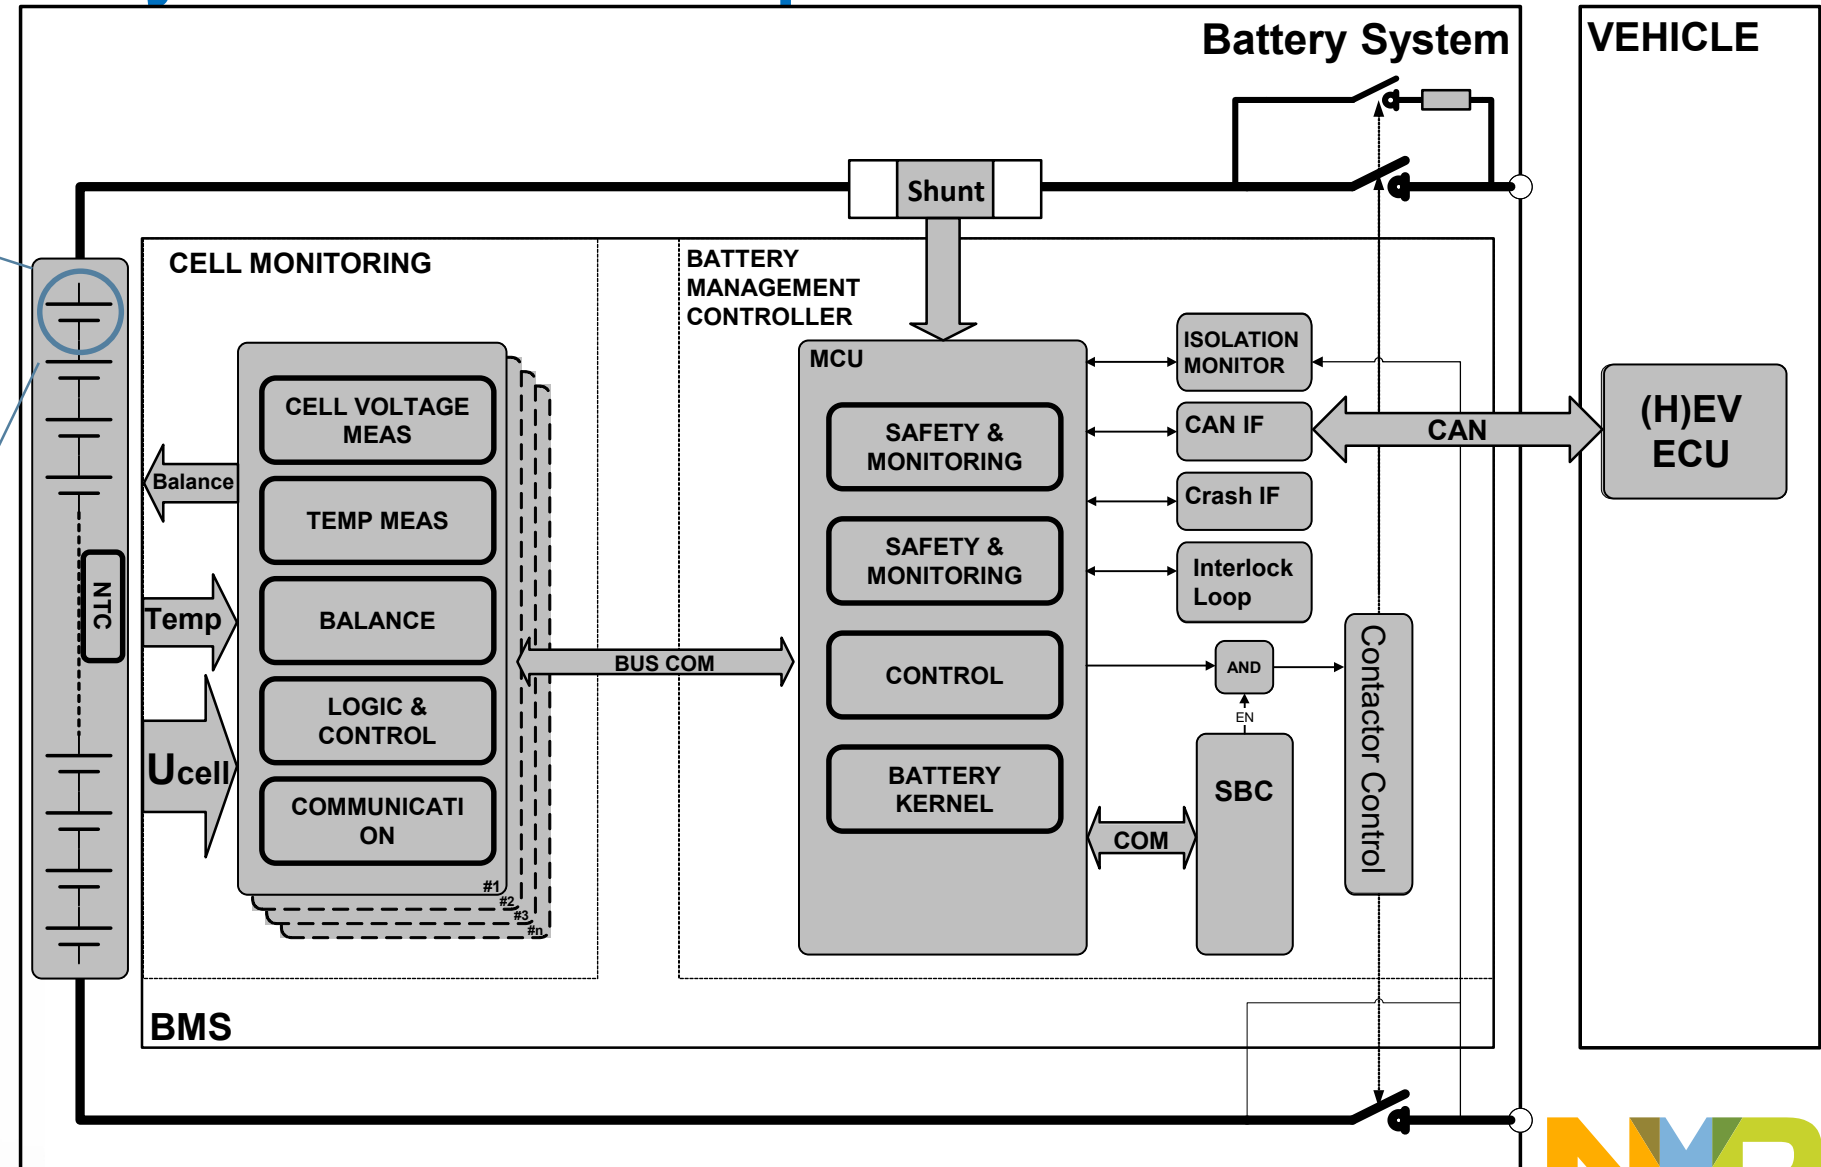 Battery System
VEHICLE
Shunt
CELL MONITORING
BATTERY
MANAGEMENT
CONTROLLER
MCU
ISOLATION
MONITOR
CELL VOLTAGE
MEAS
SAFETY &
MONITORING
CAN IF
CAN
(H)EV
ECU
Balance
TEMP MEAS
Crash IF
SAFETY &
MONITORING
Interlock
Loop
NTC
Temp
BALANCE
BUS COM
CONTROL
AND
EN
Contactor Control
LOGIC &
CONTROL
Ucell
BATTERY
KERNEL
SBC
COMMUNICATI
ON
COM
#1
#2
#3
#n
BMS